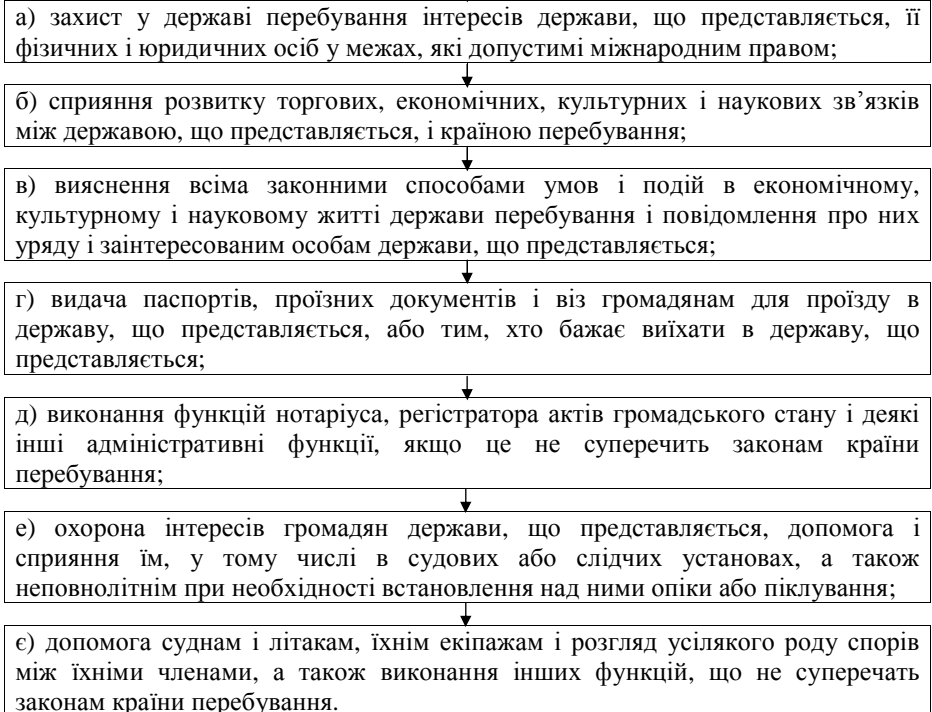 а) захист у державі перебування інтересів держави, що представляється, її
фізичних і юридичних осіб у межах, які допустимі міжнародним правом;
б) сприяння розвитку торгових, економічних, культурних і наукових зв’язків
між державою, що представляється, і країною перебування;
в) вияснення всіма законними способами умов і подій в економічному,
культурному і науковому житті держави перебування і повідомлення про них
уряду і заінтересованим особам держави, що представляється;
г) видача паспортів, проїзних документів і віз громадянам для проїзду в
державу, що представляється, або тим, хто бажає виїхати в державу, що
представляється;
д) виконання функцій нотаріуса, регістратора актів громадського стану і деякі
інші адміністративні функції, якщо це не суперечить законам країни
перебування;
е) охорона інтересів громадян держави, що представляється, допомога і
сприяння їм, у тому числі в судових або слідчих установах, а також
неповнолітнім при необхідності встановлення над ними опіки або піклування;
є) допомога суднам і літакам, їхнім екіпажам і розгляд усілякого роду спорів
між їхніми членами, а також виконання інших функцій, що не суперечать
законам країни перебування.